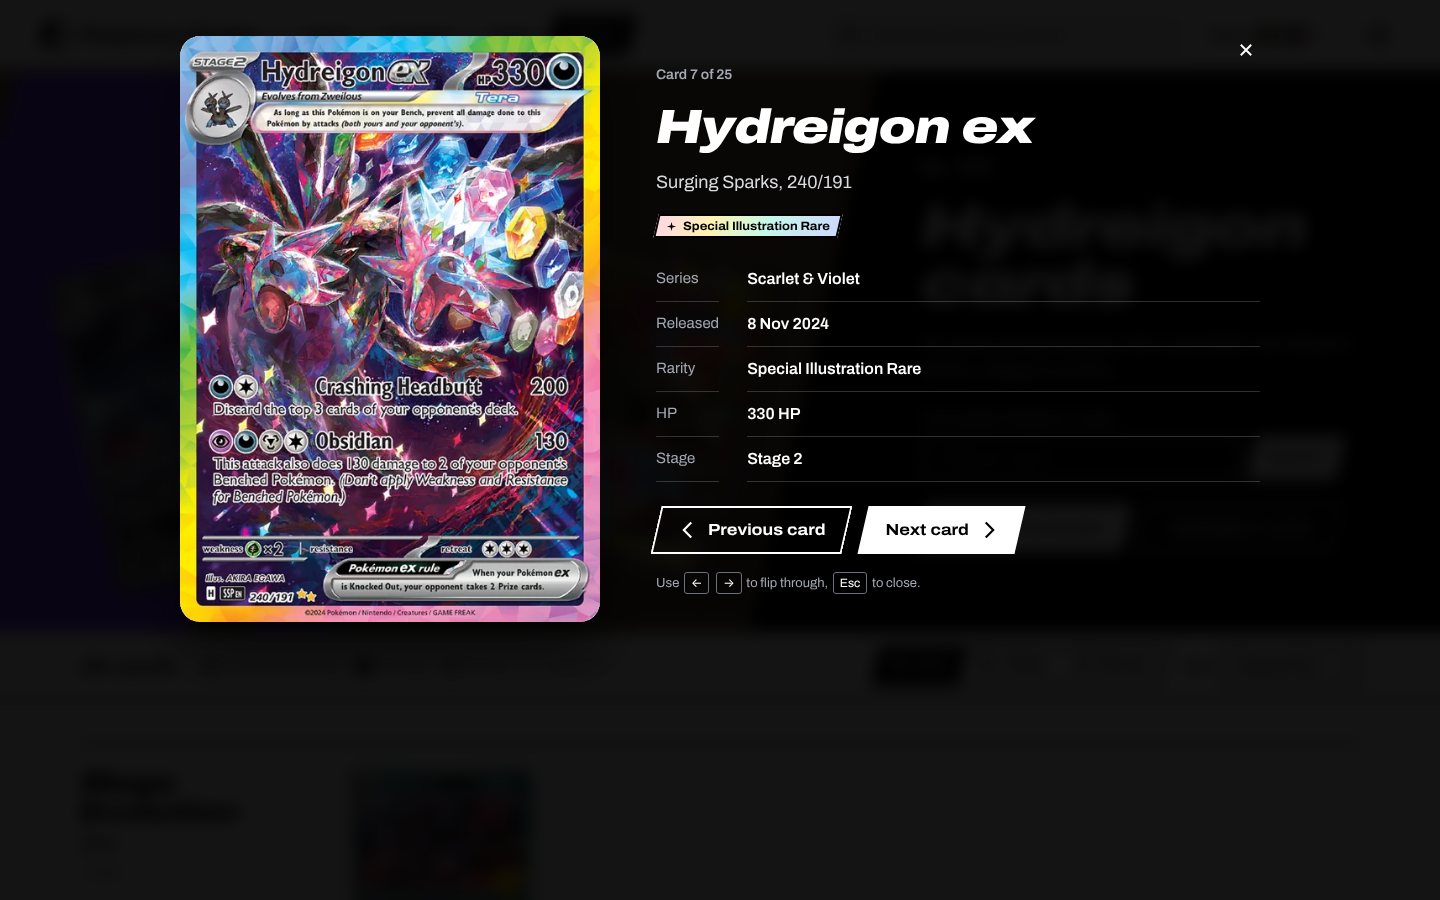 STAGE2
Hydreigon ex
HP330
Evolves from Zweilous
Tera
As long as this Pokémon is on your Bench, prevent all damage done to this
Pokémon by attacks (both yours and your opponent's).
Crashing Headbutt 200
Discard the top 3 cards of your opponent's deck.
Obsidian 130
This attack also does 130 damage to 2 of your opponent's
Benched Pokémon. (Don't apply Weakness and Resistance
for Benched Pokémon.)
weakness ×2 resistance retreat
Pokémon ex rule
When your Pokémon ex
is Knocked Out, your opponent takes 2 Prize cards.
Illus. AKIRA EGAWA
H SSP EN 240/191
©2024 Pokémon / Nintendo / Creatures / GAME FREAK
Card 7 of 25
Hydreigon ex
Surging Sparks, 240/191
Special Illustration Rare
Series Scarlet & Violet
Released 8 Nov 2024
Rarity Special Illustration Rare
HP 330 HP
Stage Stage 2
Previous card
Next card
Use ← → to flip through, Esc to close.
Hydreigon
cards